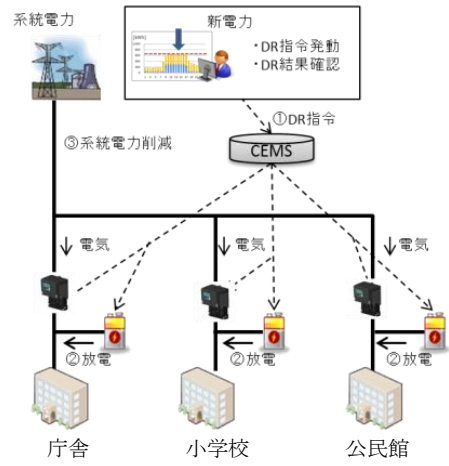 系統電力
新電力
[kWh]
・DR指令発動
・DR結果確認
①DR指令
CEMS
③系統電力削減
↓電気
↓電気
↓電気
②放電
②放電
②放電
庁舎
小学校
公民館